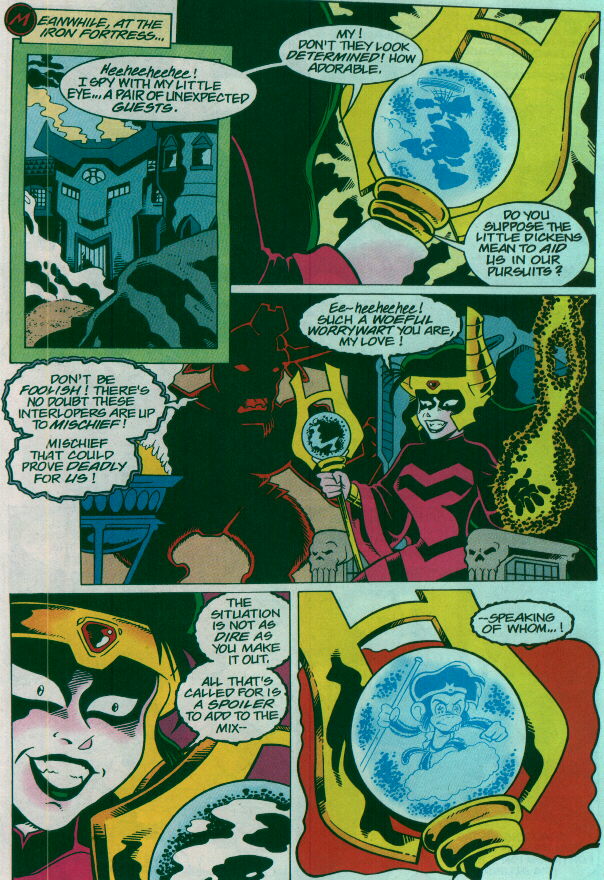 MEANWHILE, AT THE
IRON FORTRESS...
Heeheeheehee!
I SPY WITH MY LITTLE
EYE... A PAIR OF UNEXPECTED
GUESTS.
MY!
DON'T THEY LOOK
DETERMINED! HOW
ADORABLE.
DO YOU
SUPPOSE THE
LITTLE DICKENS
MEAN TO AID
US IN OUR
PURSUITS?
DON'T BE
FOOLISH! THERE'S
NO DOUBT THESE
INTERLOPERS ARE UP
TO MISCHIEF!
MISCHIEF
THAT COULD
PROVE DEADLY
FOR US!
Ee-heeheehee!
SUCH A WOEFUL
WORRYWART YOU ARE,
MY LOVE!
THE
SITUATION
IS NOT AS
DIRE AS
YOU MAKE
IT OUT.
ALL THAT'S
CALLED FOR IS
A SPOILER
TO ADD TO THE
MIX--
--SPEAKING
OF WHOM...!